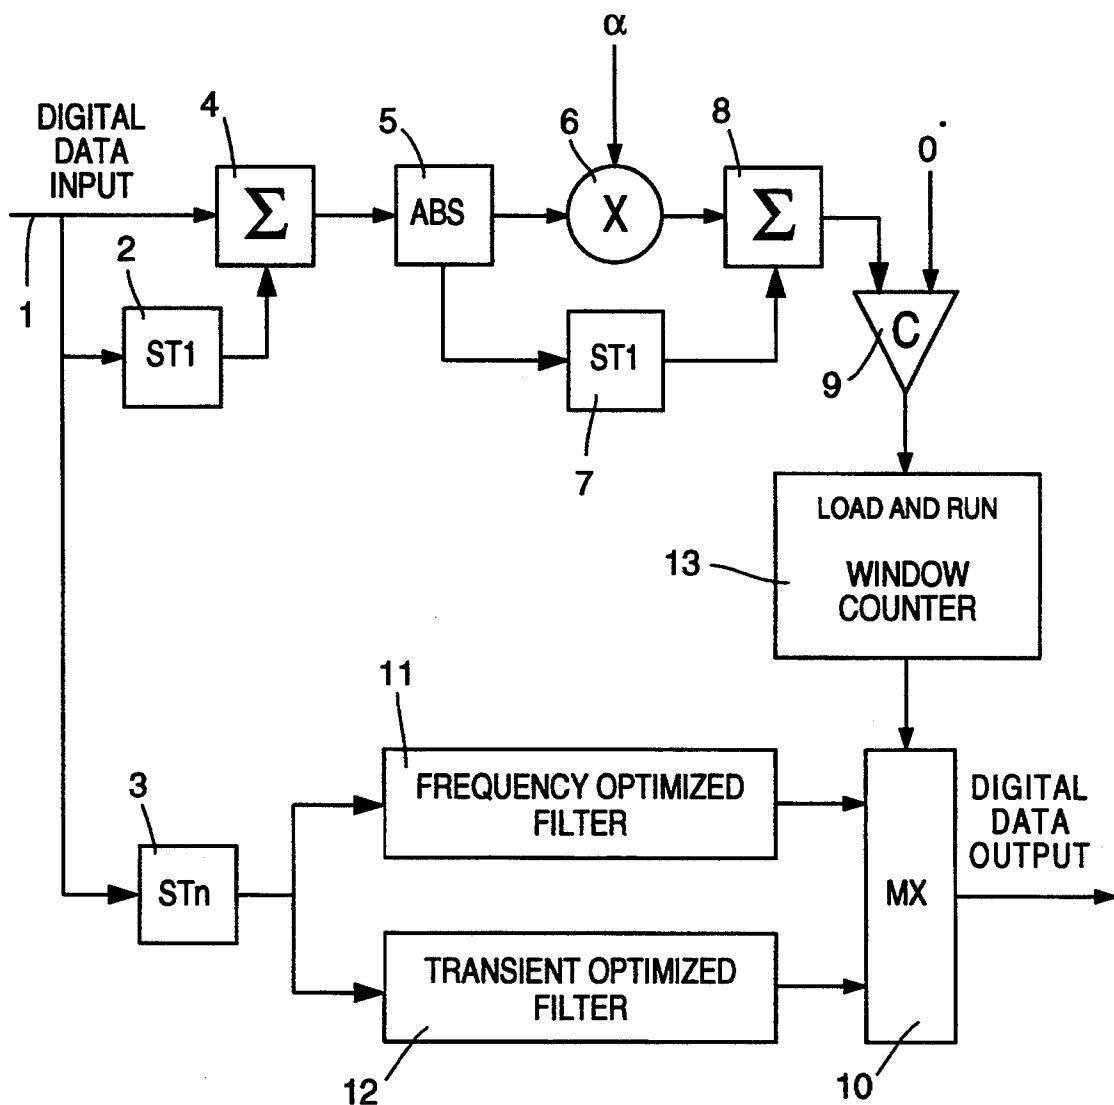 α
DIGITAL
DATA
INPUT
4
5
6
8
0
Σ
ABS
X
Σ
1
2
ST1
ST1
C
9
7
LOAD AND RUN
WINDOW
COUNTER
13
11
FREQUENCY OPTIMIZED
FILTER
3
STn
MX
DIGITAL
DATA
OUTPUT
TRANSIENT OPTIMIZED
FILTER
12
10